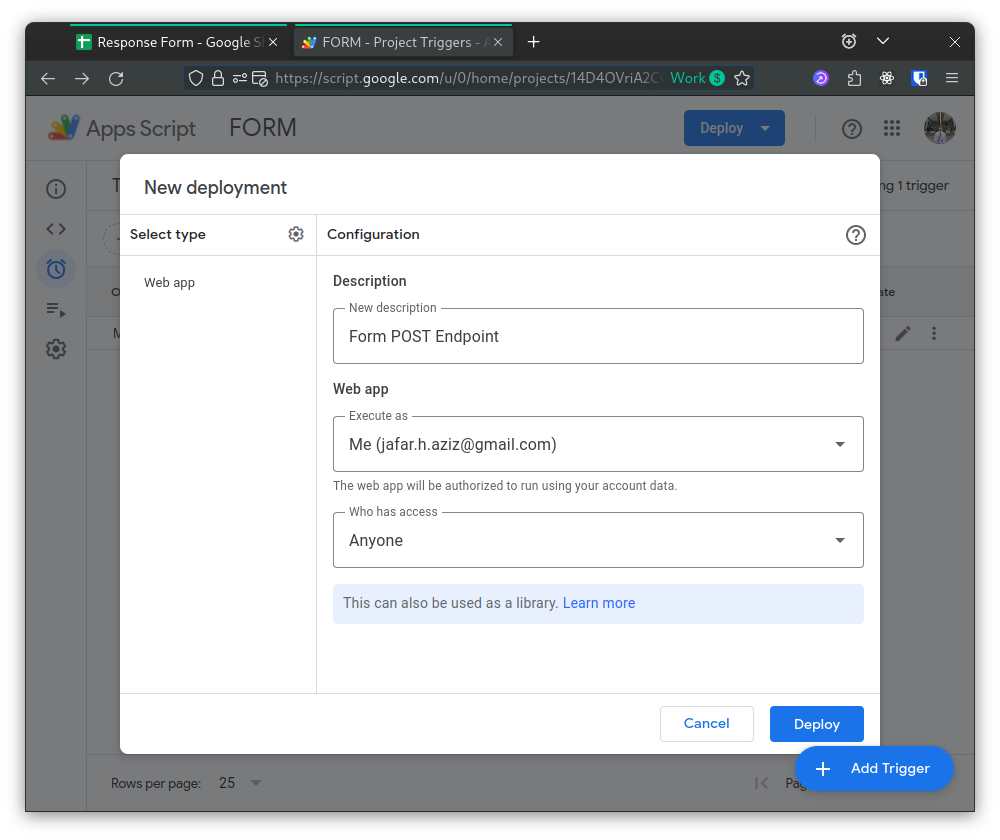 Response Form - Google S
FORM - Project Triggers - A
https://script.google.com/u/0/home/projects/14D4OVriA2C
Work
Apps Script
FORM
Deploy
ng 1 trigger
New deployment
Select type
Configuration
Web app
Description
New description
Form POST Endpoint
ate
Web app
Execute as
Me (jafar.h.aziz@gmail.com)
The web app will be authorized to run using your account data.
Who has access
Anyone
This can also be used as a library. Learn more
Cancel
Deploy
Add Trigger
Rows per page: 25
Pag